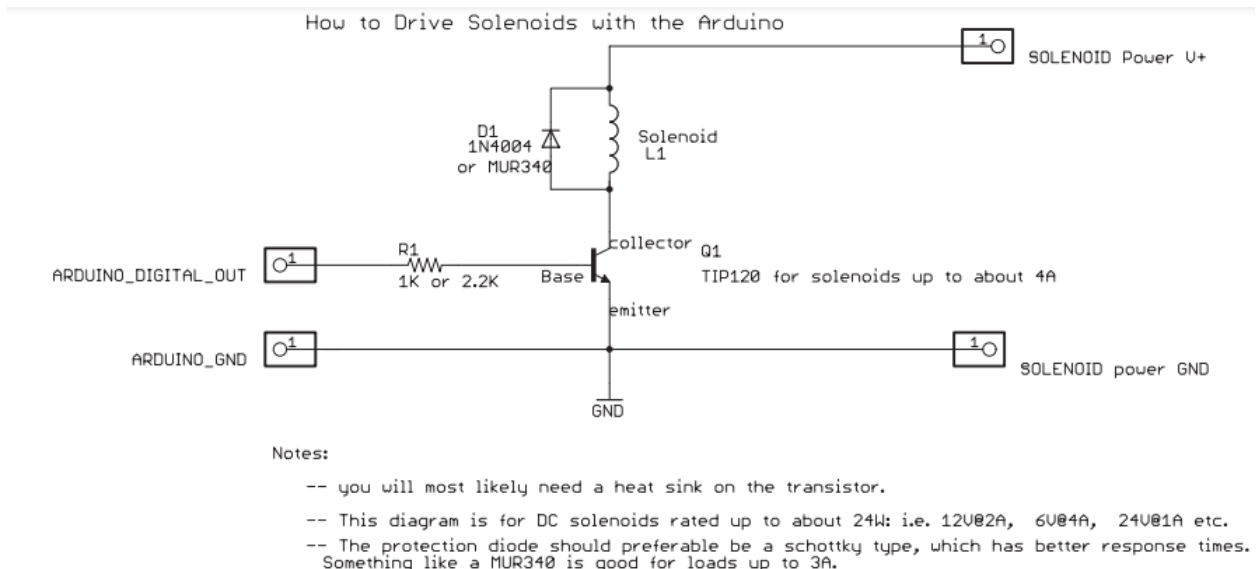 How to Drive Solenoids with the Arduino
1
SOLENOID Power V+
D1
1N4004
or MUR340
Solenoid
L1
collector
Q1
1
R1
ARDUINO_DIGITAL_OUT
1K or 2.2K
Base
TIP120 for solenoids up to about 4A
emitter
1
1
ARDUINO_GND
SOLENOID power GND
GND
Notes:
-- you will most likely need a heat sink on the transistor.
-- This diagram is for DC solenoids rated up to about 24W: i.e. 12V@2A, 6V@4A, 24V@1A etc.
-- The protection diode should preferable be a schottky type, which has better response times.
Something like a MUR340 is good for loads up to 3A.